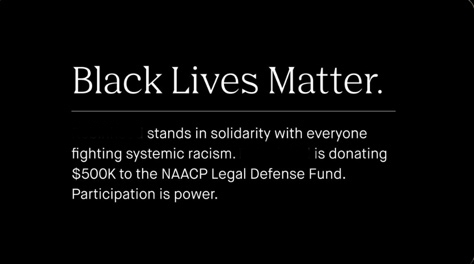 Black Lives Matter.
stands in solidarity with everyone
fighting systemic racism. is donating
$500K to the NAACP Legal Defense Fund.
Participation is power.